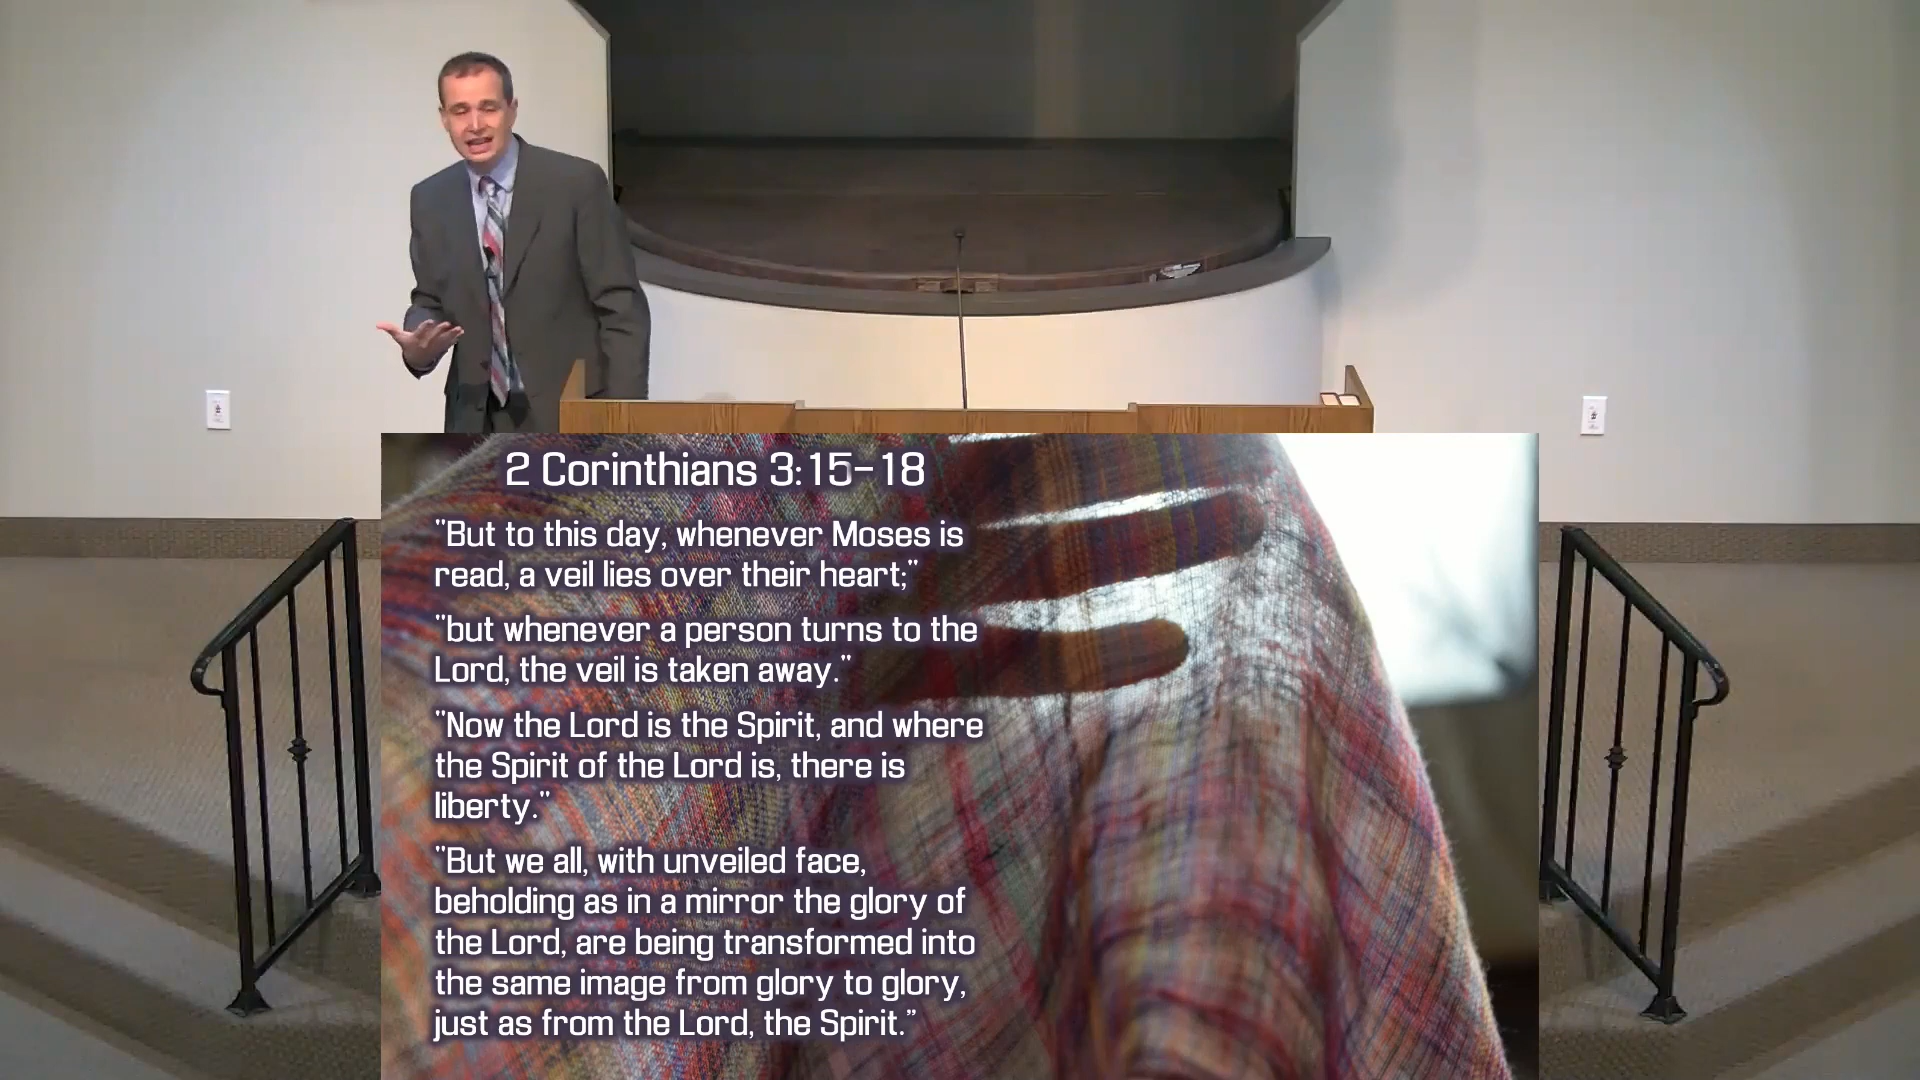 2 Corinthians 3:15-18
"But to this day, whenever Moses is
read, a veil lies over their heart;"
"but whenever a person turns to the
Lord, the veil is taken away."
"Now the Lord is the Spirit, and where
the Spirit of the Lord is, there is
liberty."
"But we all, with unveiled face,
beholding as in a mirror the glory of
the Lord, are being transformed into
the same image from glory to glory,
just as from the Lord, the Spirit."